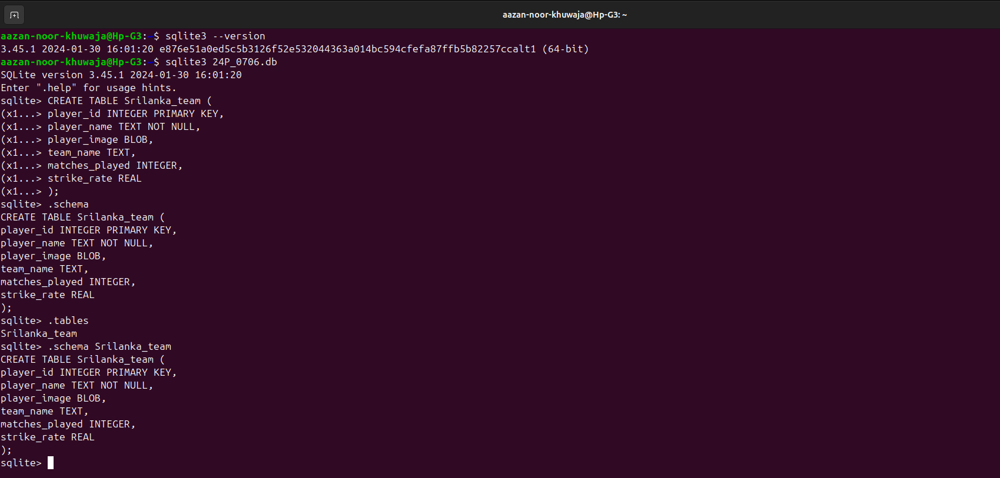 aazan-noor-khuwaja@Hp-G3: ~
aazan-noor-khuwaja@Hp-G3:~$ sqlite3 --version
3.45.1 2024-01-30 16:01:20 e876e51a0ed5c5b3126f52e532044363a014bc594cfefa87ffb5b82257ccalt1 (64-bit)
aazan-noor-khuwaja@Hp-G3:~$ sqlite3 24P_0706.db
SQLite version 3.45.1 2024-01-30 16:01:20
Enter ".help" for usage hints.
sqlite> CREATE TABLE Srilanka_team (
(x1...> player_id INTEGER PRIMARY KEY,
(x1...> player_name TEXT NOT NULL,
(x1...> player_image BLOB,
(x1...> team_name TEXT,
(x1...> matches_played INTEGER,
(x1...> strike_rate REAL
(x1...> );
sqlite> .schema
CREATE TABLE Srilanka_team (
player_id INTEGER PRIMARY KEY,
player_name TEXT NOT NULL,
player_image BLOB,
team_name TEXT,
matches_played INTEGER,
strike_rate REAL
);
sqlite> .tables
Srilanka_team
sqlite> .schema Srilanka_team
CREATE TABLE Srilanka_team (
player_id INTEGER PRIMARY KEY,
player_name TEXT NOT NULL,
player_image BLOB,
team_name TEXT,
matches_played INTEGER,
strike_rate REAL
);
sqlite>